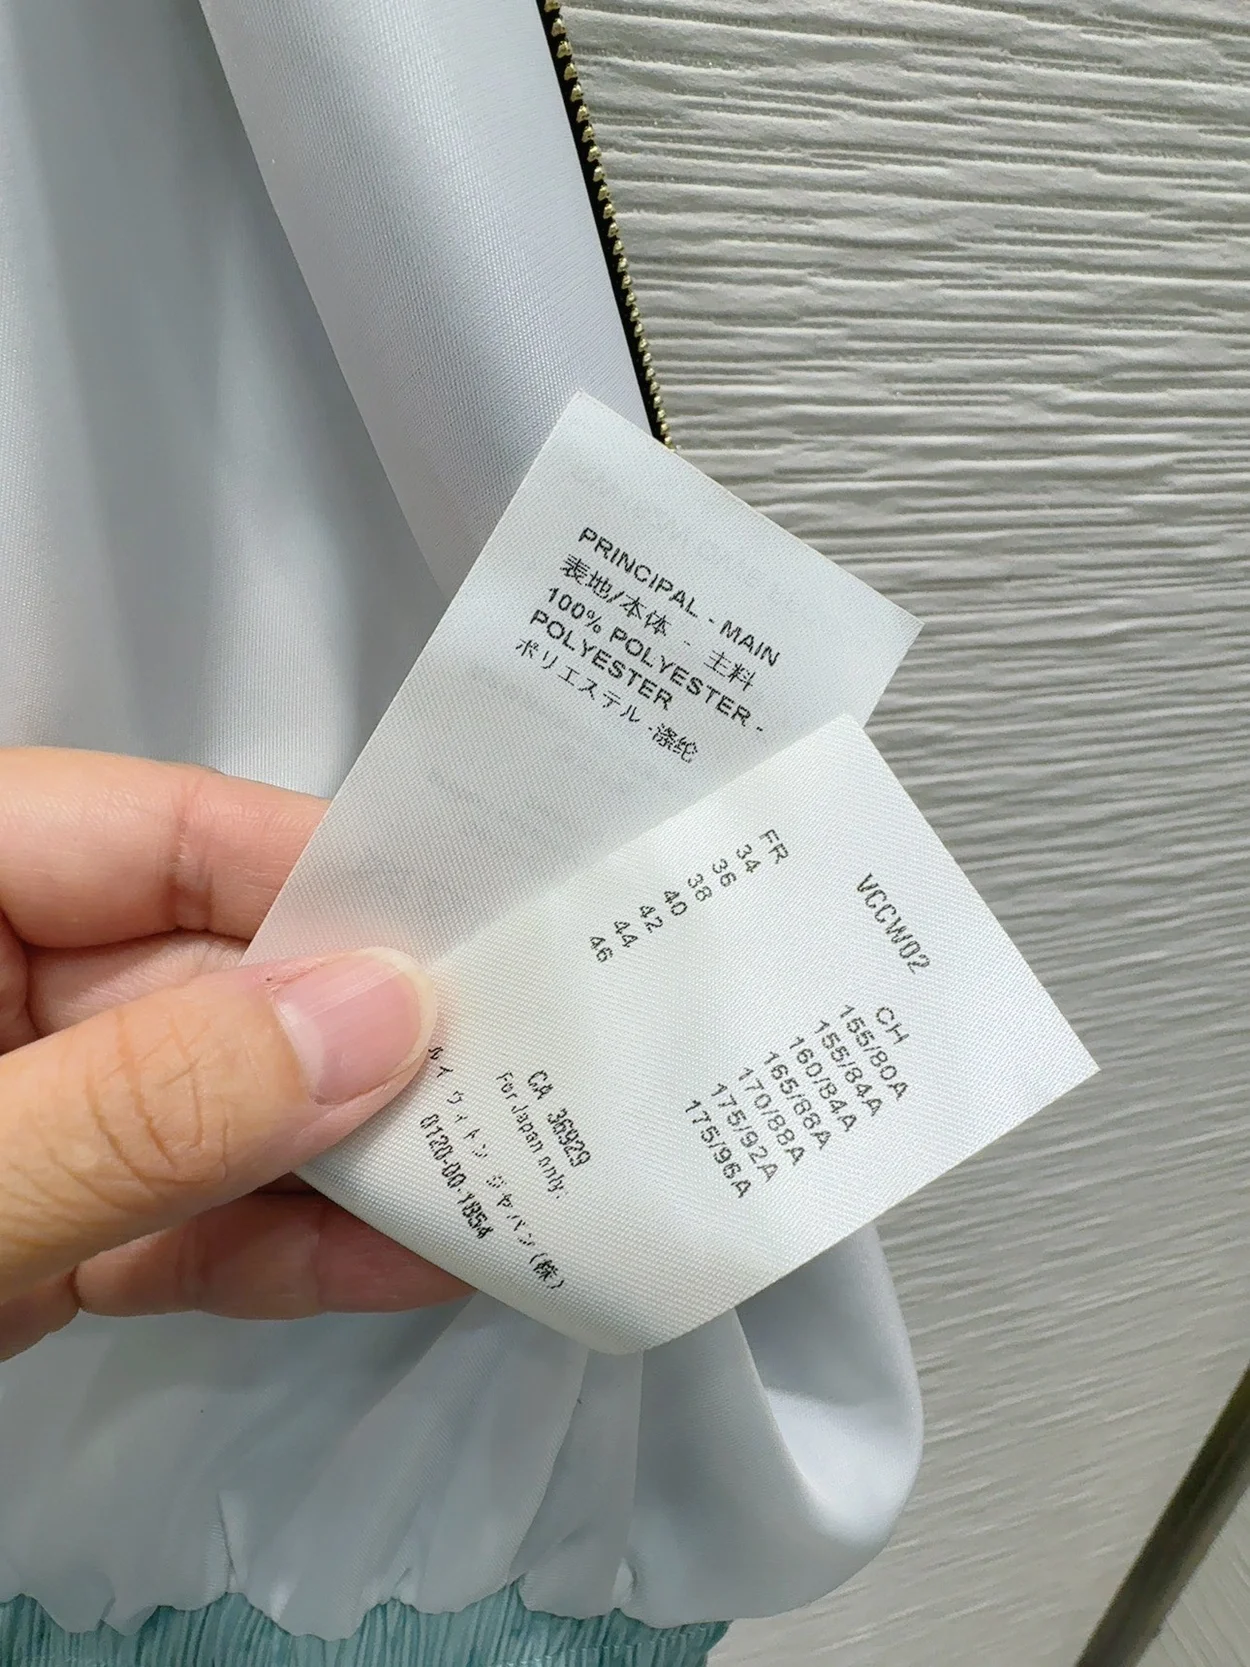 PRINCIPAL - MAIN
表地/本体 - 主料
100% POLYESTER -
POLYESTER
ポリエステル -涤纶
VCCW02
FR
34
36
38
40
42
44
46
CH
155/80A
155/84A
160/84A
165/88A
170/88A
175/92A
175/96A
CA 36929
For Japan only:
ルイ ヴィトン ジャパン(株)
0120-00-1854